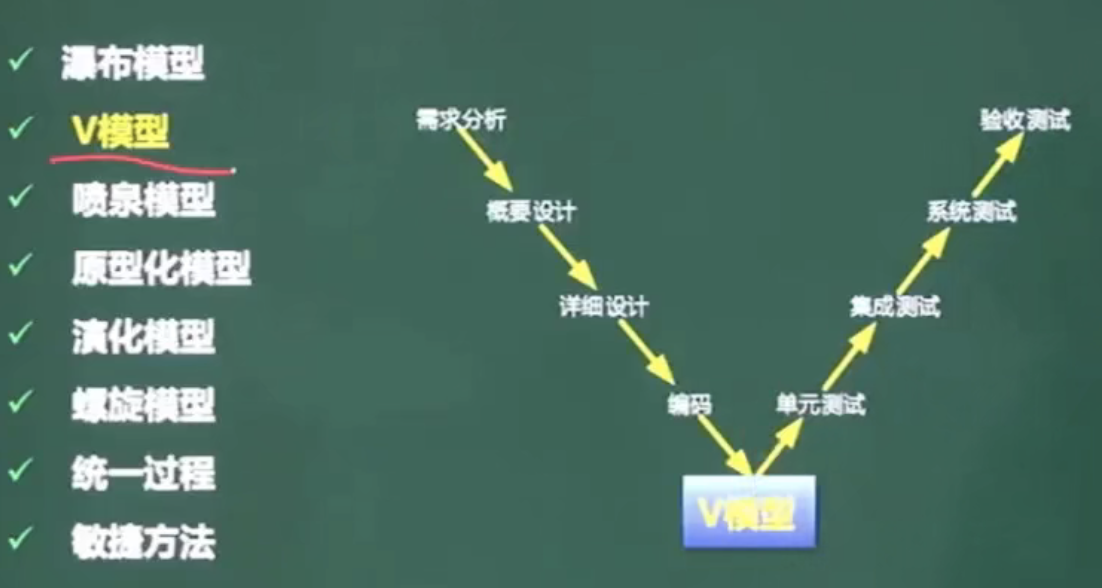 瀑布模型
V模型
喷泉模型
原型化模型
演化模型
螺旋模型
统一过程
敏捷方法
需求分析
概要设计
详细设计
编码
单元测试
集成测试
系统测试
验收测试
V模型